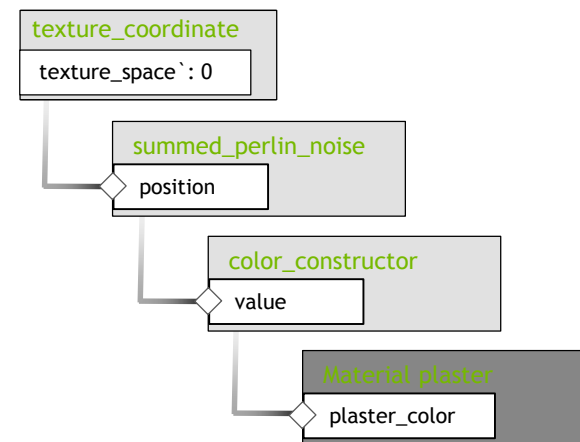 texture_coordinate
texture_space`: 0
summed_perlin_noise
position
color_constructor
value
Material plaster
plaster_color